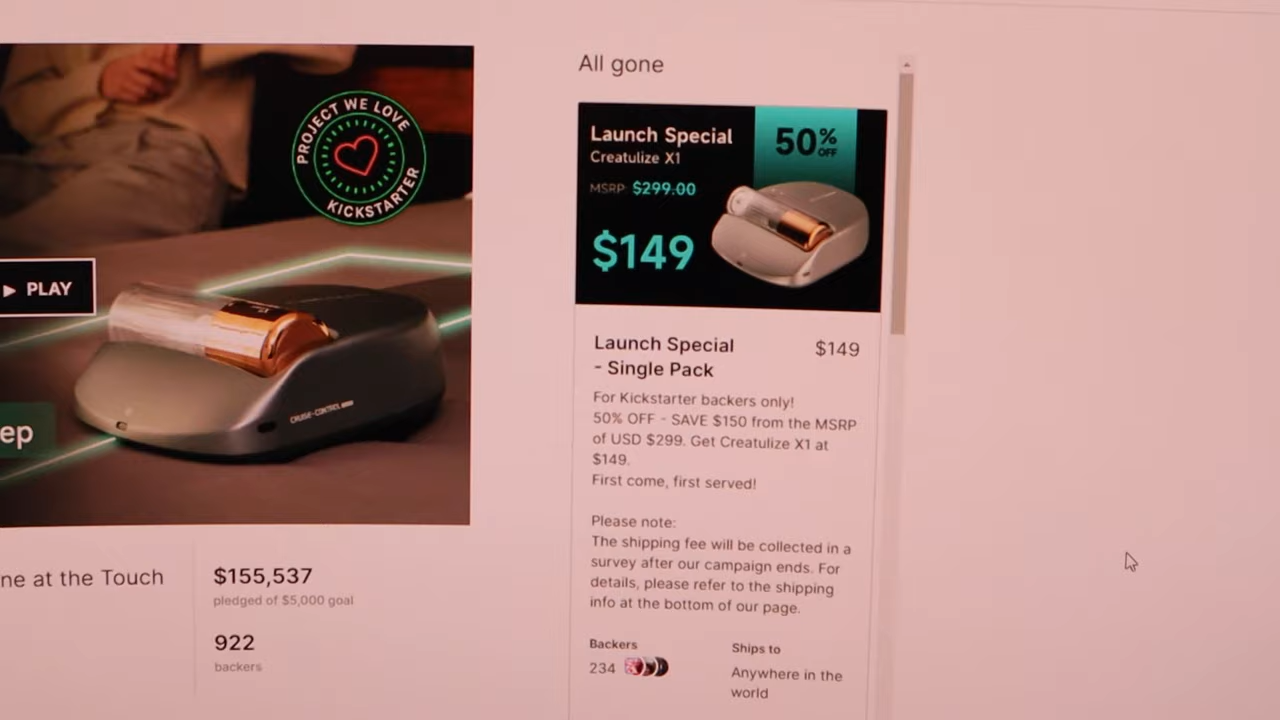 PROJECT WE LOVE
KICKSTARTER
PLAY
ep
CRUISE-CONTROL
ne at the Touch
$155,537
pledged of $5,000 goal
922
backers
All gone
Launch Special
Creatulize X1
MSRP $299.00
$149
50% OFF
Launch Special
- Single Pack
$149
For Kickstarter backers only!
50% OFF - SAVE $150 from the MSRP
of USD $299. Get Creatulize X1 at
$149.
First come, first served!
Please note:
The shipping fee will be collected in a
survey after our campaign ends. For
details, please refer to the shipping
info at the bottom of our page.
Backers
234
Ships to
Anywhere in the
world